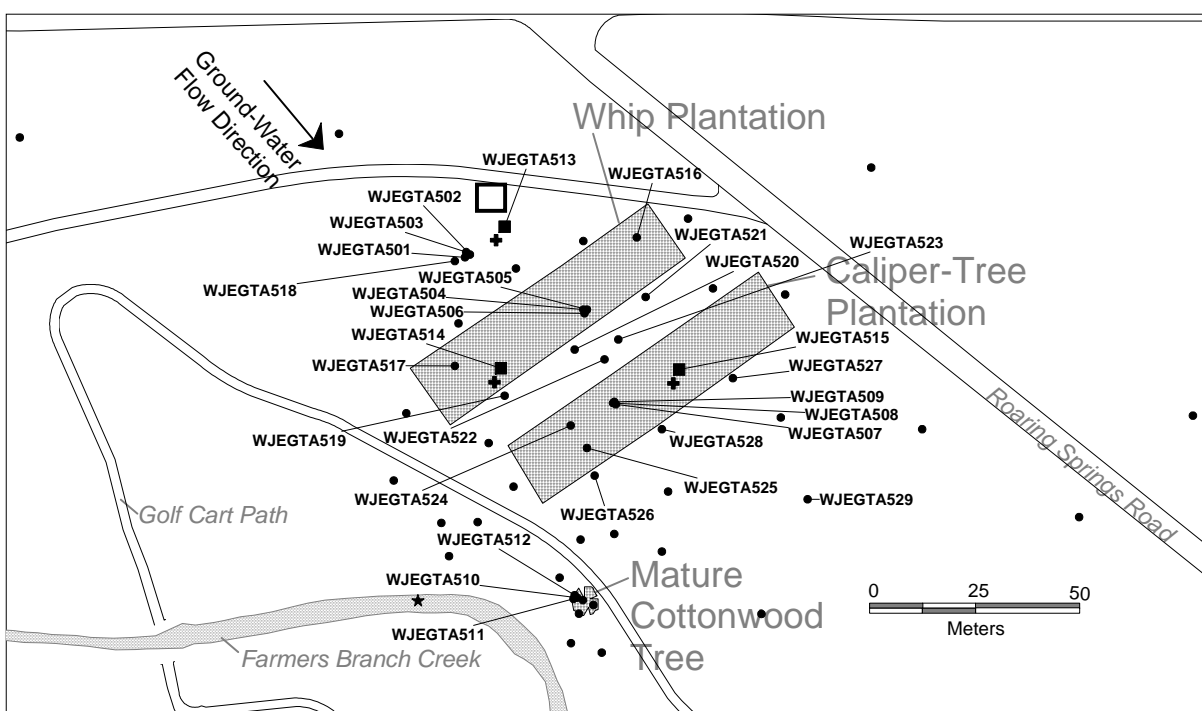 Ground-Water
Flow Direction
Whip Plantation
WJEGTA513
WJEGTA516
WJEGTA502
WJEGTA503
WJEGTA501
WJEGTA518
WJEGTA521
WJEGTA523
WJEGTA520
Caliper-Tree
Plantation
WJEGTA505
WJEGTA504
WJEGTA506
WJEGTA514
WJEGTA517
WJEGTA515
WJEGTA527
WJEGTA509
WJEGTA508
WJEGTA507
WJEGTA519
WJEGTA522
WJEGTA528
WJEGTA524
WJEGTA525
WJEGTA529
WJEGTA526
Roaring Springs Road
Golf Cart Path
WJEGTA512
WJEGTA510
WJEGTA511
Mature
Cottonwood
Tree
Farmers Branch Creek
0 25 50
Meters